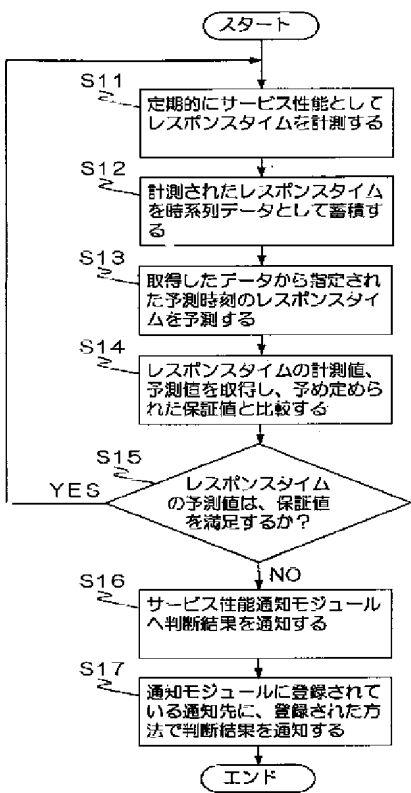 スタート
S11
定期的にサービス性能として
レスポンスタイムを計測する
S12
計測されたレスポンスタイム
を時系列データとして蓄積す
る
S13
取得したデータから指定され
た予測時刻のレスポンスタイ
ムを予測する
S14
レスポンスタイムの計測値、
予測値を取得し、予め定めら
れた保証値と比較する
S15
レスポンスタイム
の予測値は、保証値
を満足するか?
YES
NO
S16
サービス性能通知モジュール
へ判断結果を通知する
S17
通知モジュールに登録されて
いる通知先に、登録された方
法で判断結果を通知する
エンド